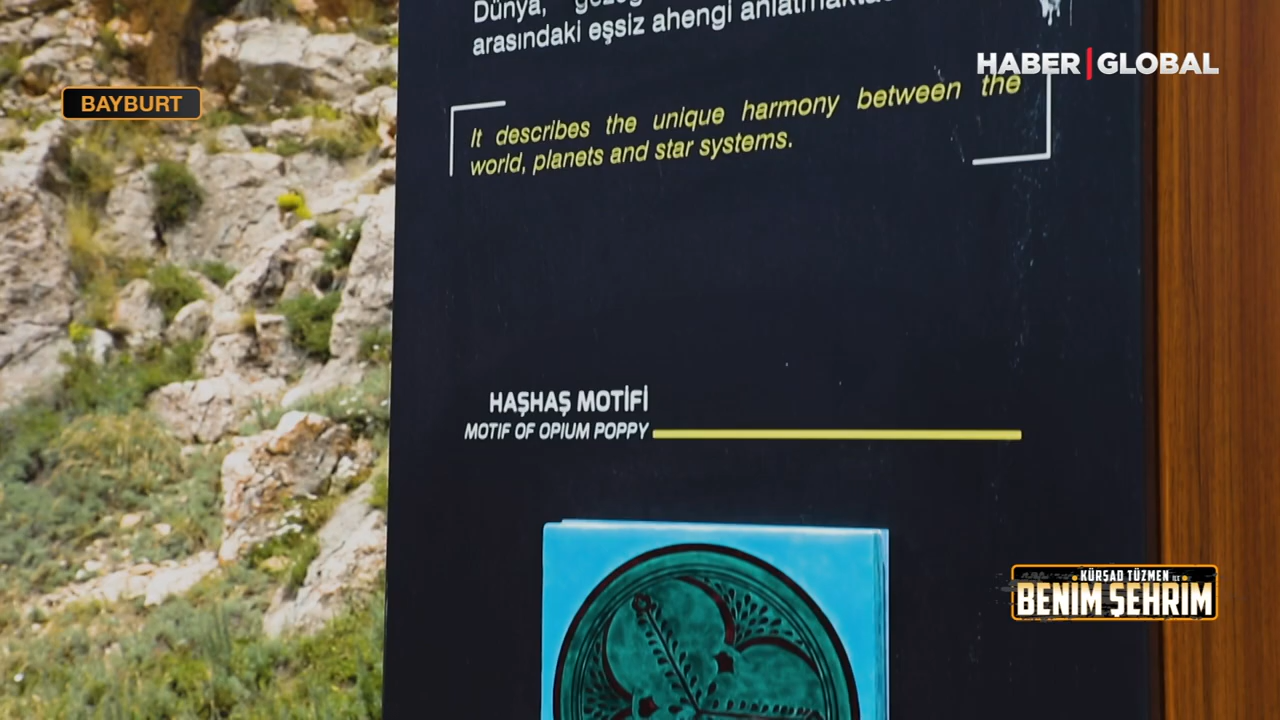 Dünya,
arasındaki eşsiz ahengi
HABER GLOBAL
BAYBURT
It describes the unique harmony between the
world, planets and star systems.
HAŞHAŞ MOTİFİ
MOTIF OF OPIUM POPPY
KÜRŞAD TÜZMEN İLE
BENİM ŞEHRİM